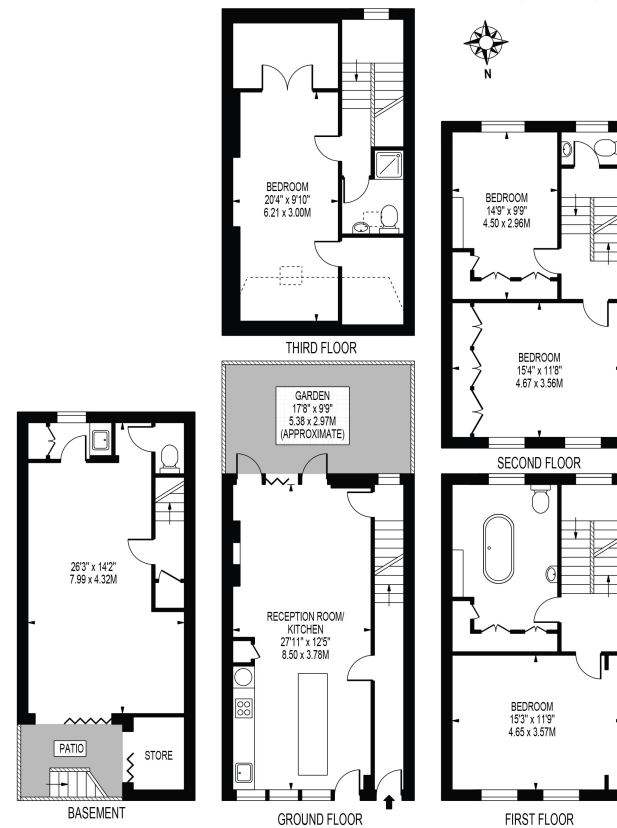 N
BEDROOM
20'4" x 9'10"
6.21 x 3.00M
THIRD FLOOR
BEDROOM
14'9" x 9'9"
4.50 x 2.96M
BEDROOM
15'4" x 11'8"
4.67 x 3.56M
SECOND FLOOR
GARDEN
17'8" x 9'9"
5.38 x 2.97M
(APPROXIMATE)
26'3" x 14'2"
7.99 x 4.32M
PATIO
STORE
BASEMENT
RECEPTION ROOM/
KITCHEN
27'11" x 12'5"
8.50 x 3.78M
GROUND FLOOR
BEDROOM
15'3" x 11'9"
4.65 x 3.57M
FIRST FLOOR